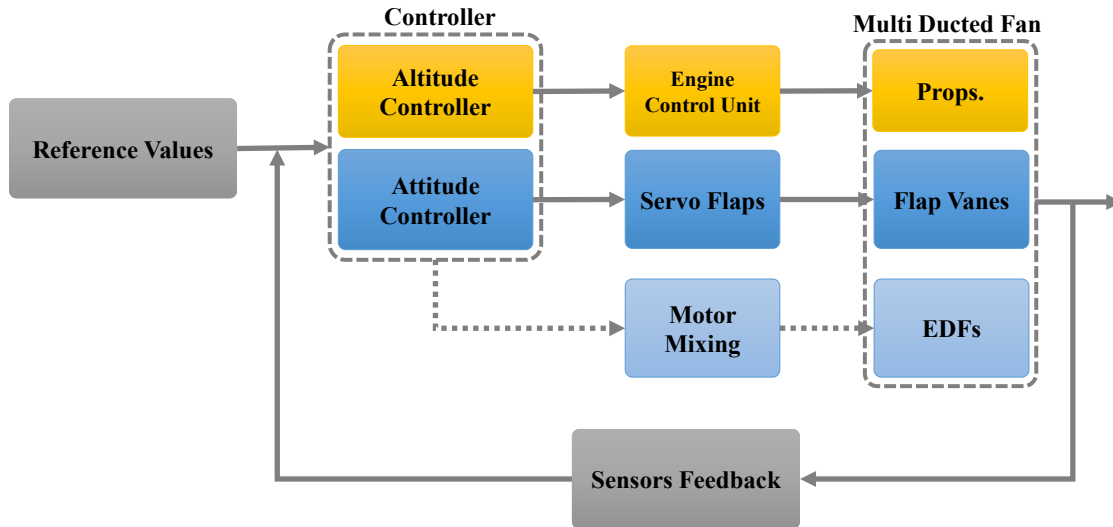 Controller
Multi Ducted Fan
Altitude
Controller
Engine
Control Unit
Props.
Reference Values
Attitude
Controller
Servo Flaps
Flap Vanes
Motor
Mixing
EDFs
Sensors Feedback